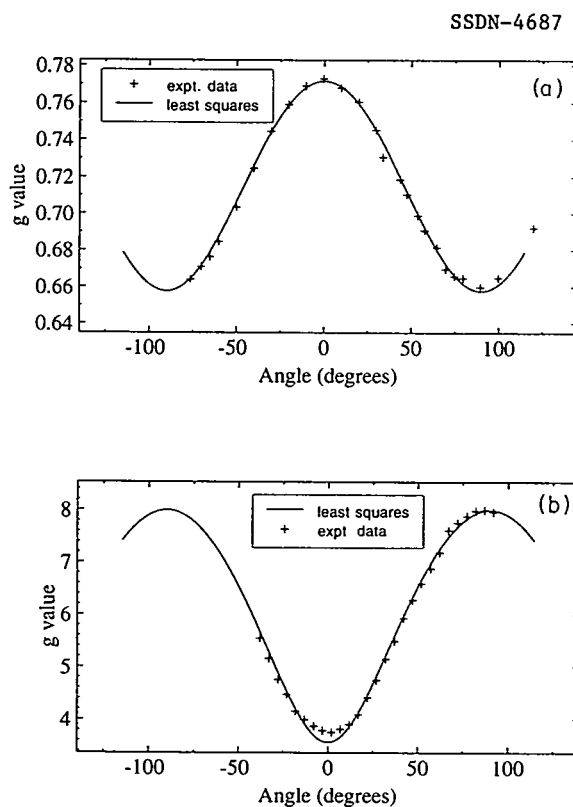 SSDN-4687
(a)
+ expt. data
— least squares
g value
0.78
0.76
0.74
0.72
0.70
0.68
0.66
0.64
-100 -50 0 50 100
Angle (degrees)
(b)
— least squares
+ expt data
g value
8
7
6
5
4
-100 -50 0 50 100
Angle (degrees)